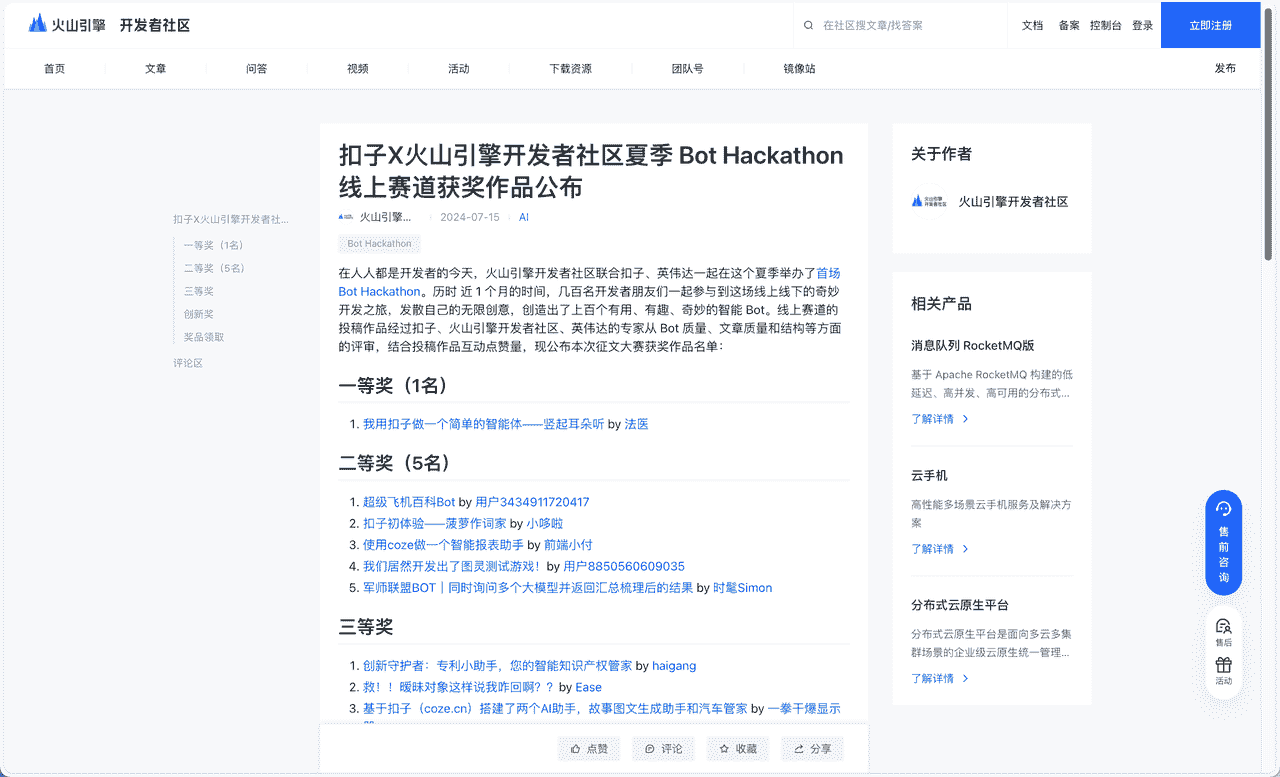 火山引擎 开发者社区
在社区搜文章/找答案
文档 备案 控制台 登录 立即注册
首页 文章 问答 视频 活动 下载资源 团队号 镜像站 发布
扣子X火山引擎开发者社...
一等奖（1名）
二等奖（5名）
三等奖
创新奖
奖品领取
评论区
扣子X火山引擎开发者社区夏季 Bot Hackathon
线上赛道获奖作品公布
火山引擎... 2024-07-15 AI
Bot Hackathon
在人人都是开发者的今天，火山引擎开发者社区联合扣子、英伟达一起在这个夏季举办了首场
Bot Hackathon。历时 近 1 个月的时间，几百名开发者朋友们一起参与到这场线上线下的奇妙
开发之旅，发散自己的无限创意，创造出了上百个有用、有趣、奇妙的智能 Bot。线上赛道的
投稿作品经过扣子、火山引擎开发者社区、英伟达的专家从 Bot 质量、文章质量和结构等方面
的评审，结合投稿作品互动点赞量，现公布本次征文大赛获奖作品名单：
一等奖（1名）
1. 我用扣子做一个简单的智能体——竖起耳朵听 by 法医
二等奖（5名）
1. 超级飞机百科Bot by 用户3434911720417
2. 扣子初体验——菠萝作词家 by 小哆啦
3. 使用coze做一个智能报表助手 by 前端小付
4. 我们居然开发出了图灵测试游戏！by 用户8850560609035
5. 军师联盟BOT｜同时询问多个大模型并返回汇总梳理后的结果 by 时髦Simon
三等奖
1. 创新守护者：专利小助手，您的智能知识产权管家 by haigang
2. 救！！暧昧对象这样说我咋回啊？？by Ease
3. 基于扣子（coze.cn）搭建了两个AI助手，故事图文生成助手和汽车管家 by 一拳干爆显示
点赞 评论 收藏 分享
关于作者
火山引擎
开发者社区
火山引擎开发者社区
相关产品
消息队列 RocketMQ版
基于 Apache RocketMQ 构建的低
延迟、高并发、高可用的分布式...
了解详情
云手机
高性能多场景云手机服务及解决方
案
了解详情
分布式云原生平台
分布式云原生平台是面向多云多集
群场景的企业级云原生统一管理...
了解详情
售前咨询
售后
活动